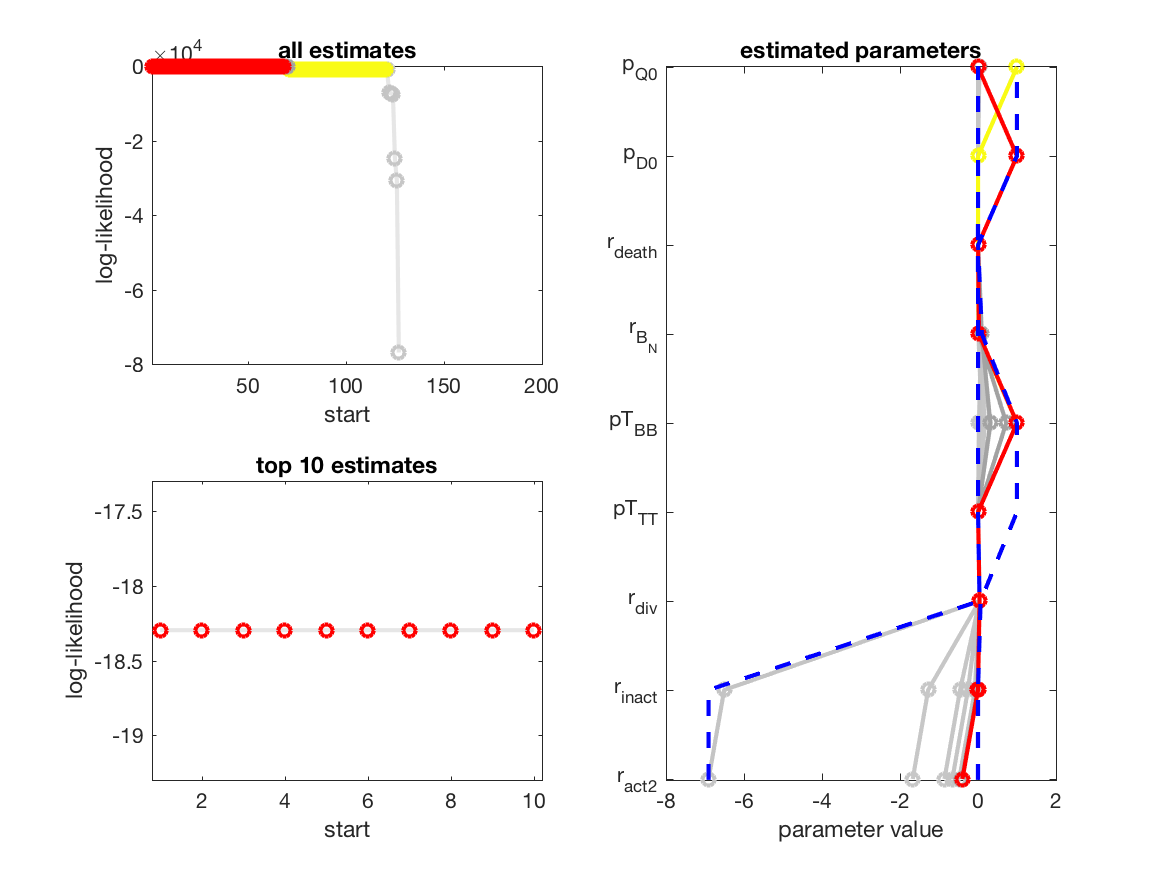 all estimates
×10^4
0
-2
-4
-6
-8
log-likelihood
50 100 150 200
start
top 10 estimates
-17.5
-18
-18.5
-19
log-likelihood
2 4 6 8 10
start
estimated parameters
p_Q0
p_D0
r_death
r_B_N
pT_BB
pT_TT
r_div
r_inact
r_act2
-8 -6 -4 -2 0 2
parameter value